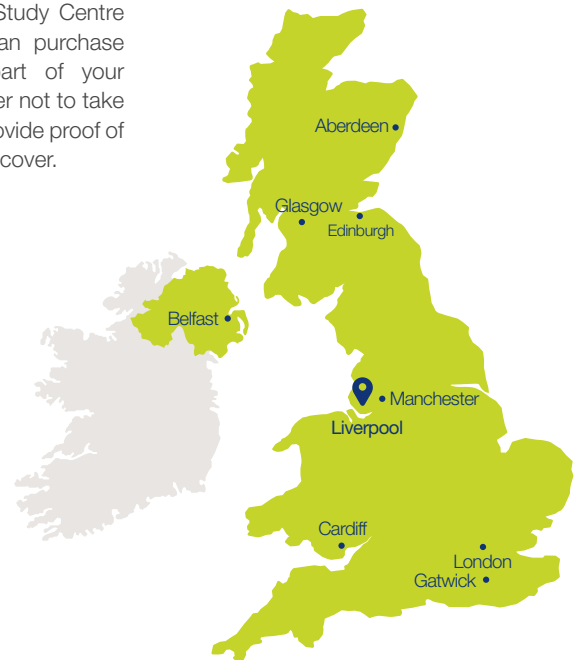 Study Centre
an purchase
art of your
er not to take
ovide proof of
cover.
Aberdeen
Glasgow
Edinburgh
Belfast
Manchester
Liverpool
Cardiff
London
Gatwick